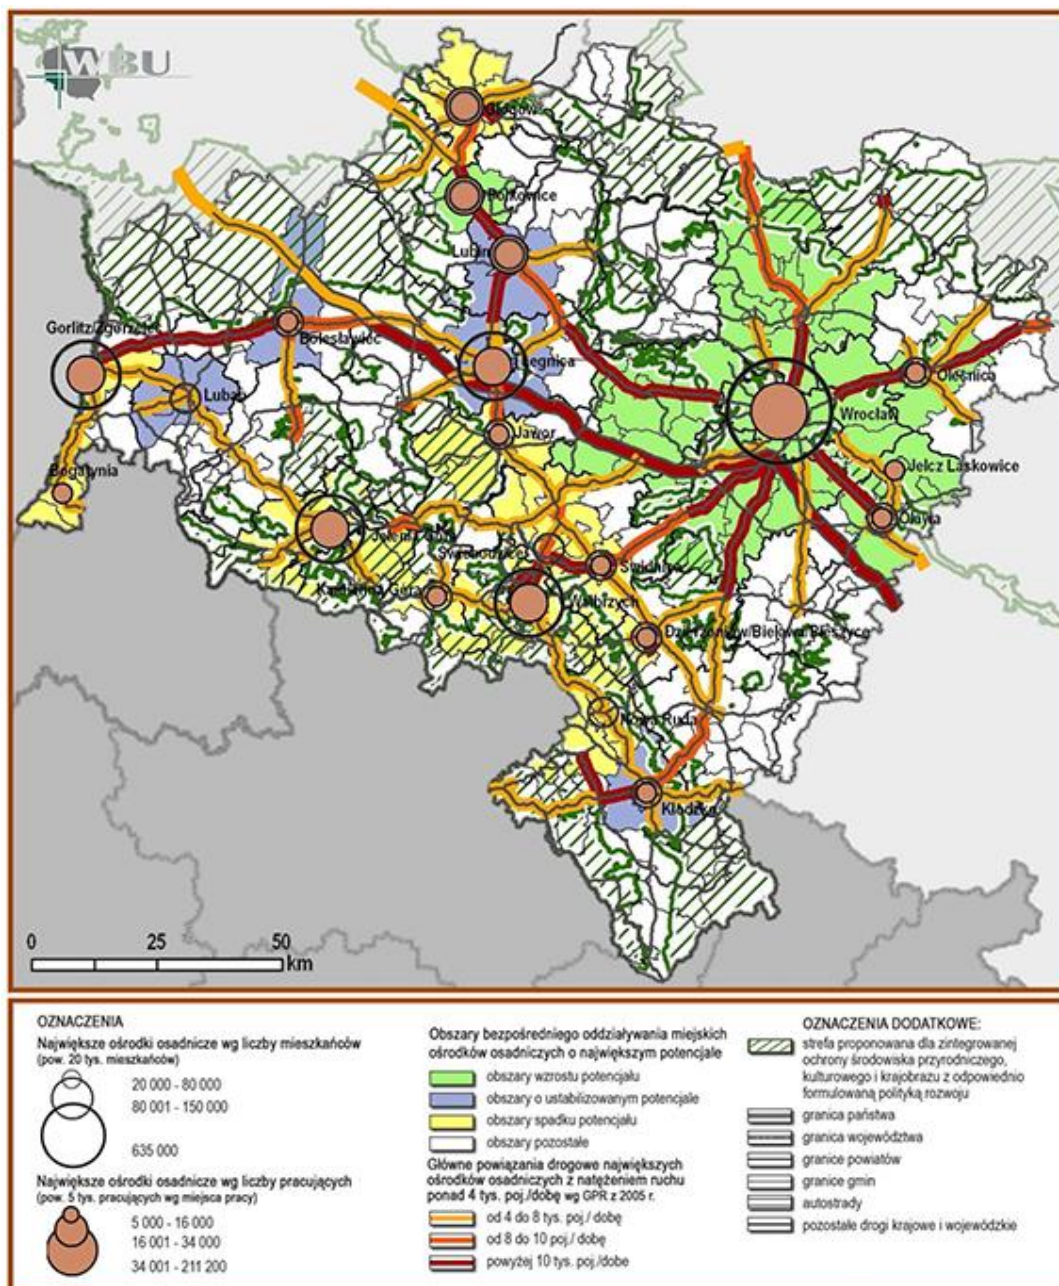 WBU
Głogów
Polkowice
Lubin
Gorlitz/Zgorzelec
Bolesławiec
Legnica
Oleśnica
Lubań
Wrocław
Jawor
Bogatynia
Jelcz Laskowice
Oława
Jelenia Góra
Świebodzice
Świdnica
Kamienna Góra
Wałbrzych
Dzierżoniów/Bielawa/Pieszyce
Nowa Ruda
Kłodzko
0 25 50
km
OZNACZENIA
Największe ośrodki osadnicze wg liczby mieszkańców
(pow. 20 tys. mieszkańców)
20 000 - 80 000
80 001 - 150 000
635 000
Największe ośrodki osadnicze wg liczby pracujących
(pow. 5 tys. pracujących wg miejsca pracy)
5 000 - 16 000
16 001 - 34 000
34 001 - 211 200
Obszary bezpośredniego oddziaływania miejskich
ośrodków osadniczych o największym potencjale
obszary wzrostu potencjału
obszary o ustabilizowanym potencjale
obszary spadku potencjału
obszary pozostałe
Główne powiązania drogowe największych
ośrodków osadniczych z natężeniem ruchu
ponad 4 tys. poj./dobę wg GPR z 2005 r.
od 4 do 8 tys. poj./ dobę
od 8 do 10 poj./ dobę
powyżej 10 tys. poj./dobe
OZNACZENIA DODATKOWE:
strefa proponowana dla zintegrowanej
ochrony środowiska przyrodniczego,
kulturowego i krajobrazu z odpowiednio
formulowaną polityką rozwoju
granica państwa
granica województwa
granice powiatów
granice gmin
autostrady
pozostałe drogi krajowe i wojewódzkie